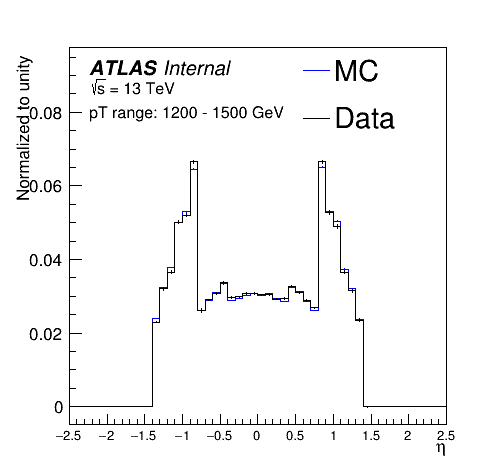 ATLAS Internal
√s = 13 TeV
pT range: 1200 - 1500 GeV
MC
Data
Normalized to unity
0.08
0.06
0.04
0.02
0
−2.5 −2 −1.5 −1 −0.5 0 0.5 1 1.5 2 2.5
η